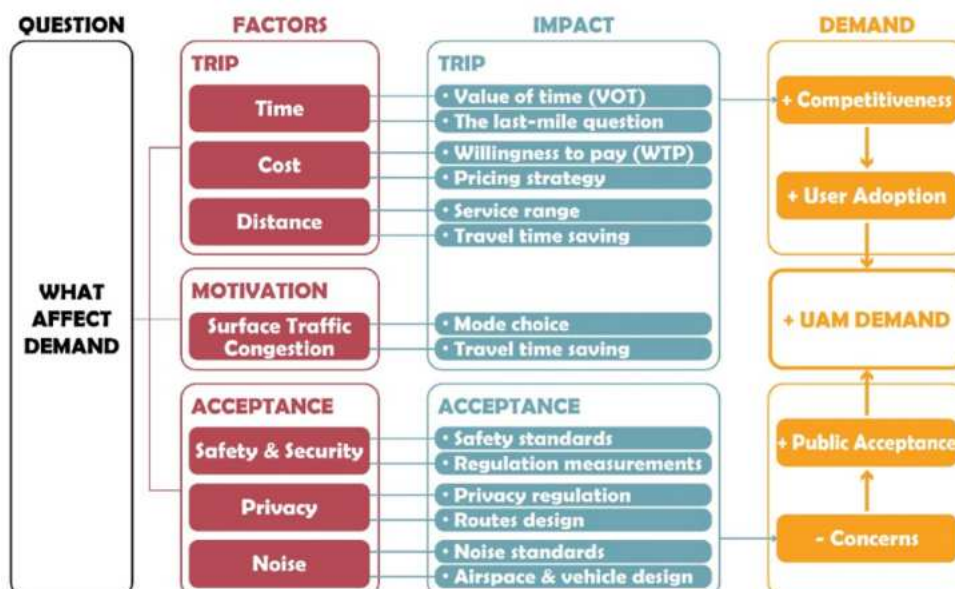 QUESTION
FACTORS
IMPACT
DEMAND
WHAT
AFFECT
DEMAND
TRIP
Time
Cost
Distance
MOTIVATION
Surface Traffic
Congestion
ACCEPTANCE
Safety & Security
Privacy
Noise
TRIP
• Value of time (VOT)
• The last-mile question
• Willingness to pay (WTP)
• Pricing strategy
• Service range
• Travel time saving
• Mode choice
• Travel time saving
ACCEPTANCE
• Safety standards
• Regulation measurements
• Privacy regulation
• Routes design
• Noise standards
• Airspace & vehicle design
+ Competitiveness
+ User Adoption
+ UAM DEMAND
+ Public Acceptance
- Concerns